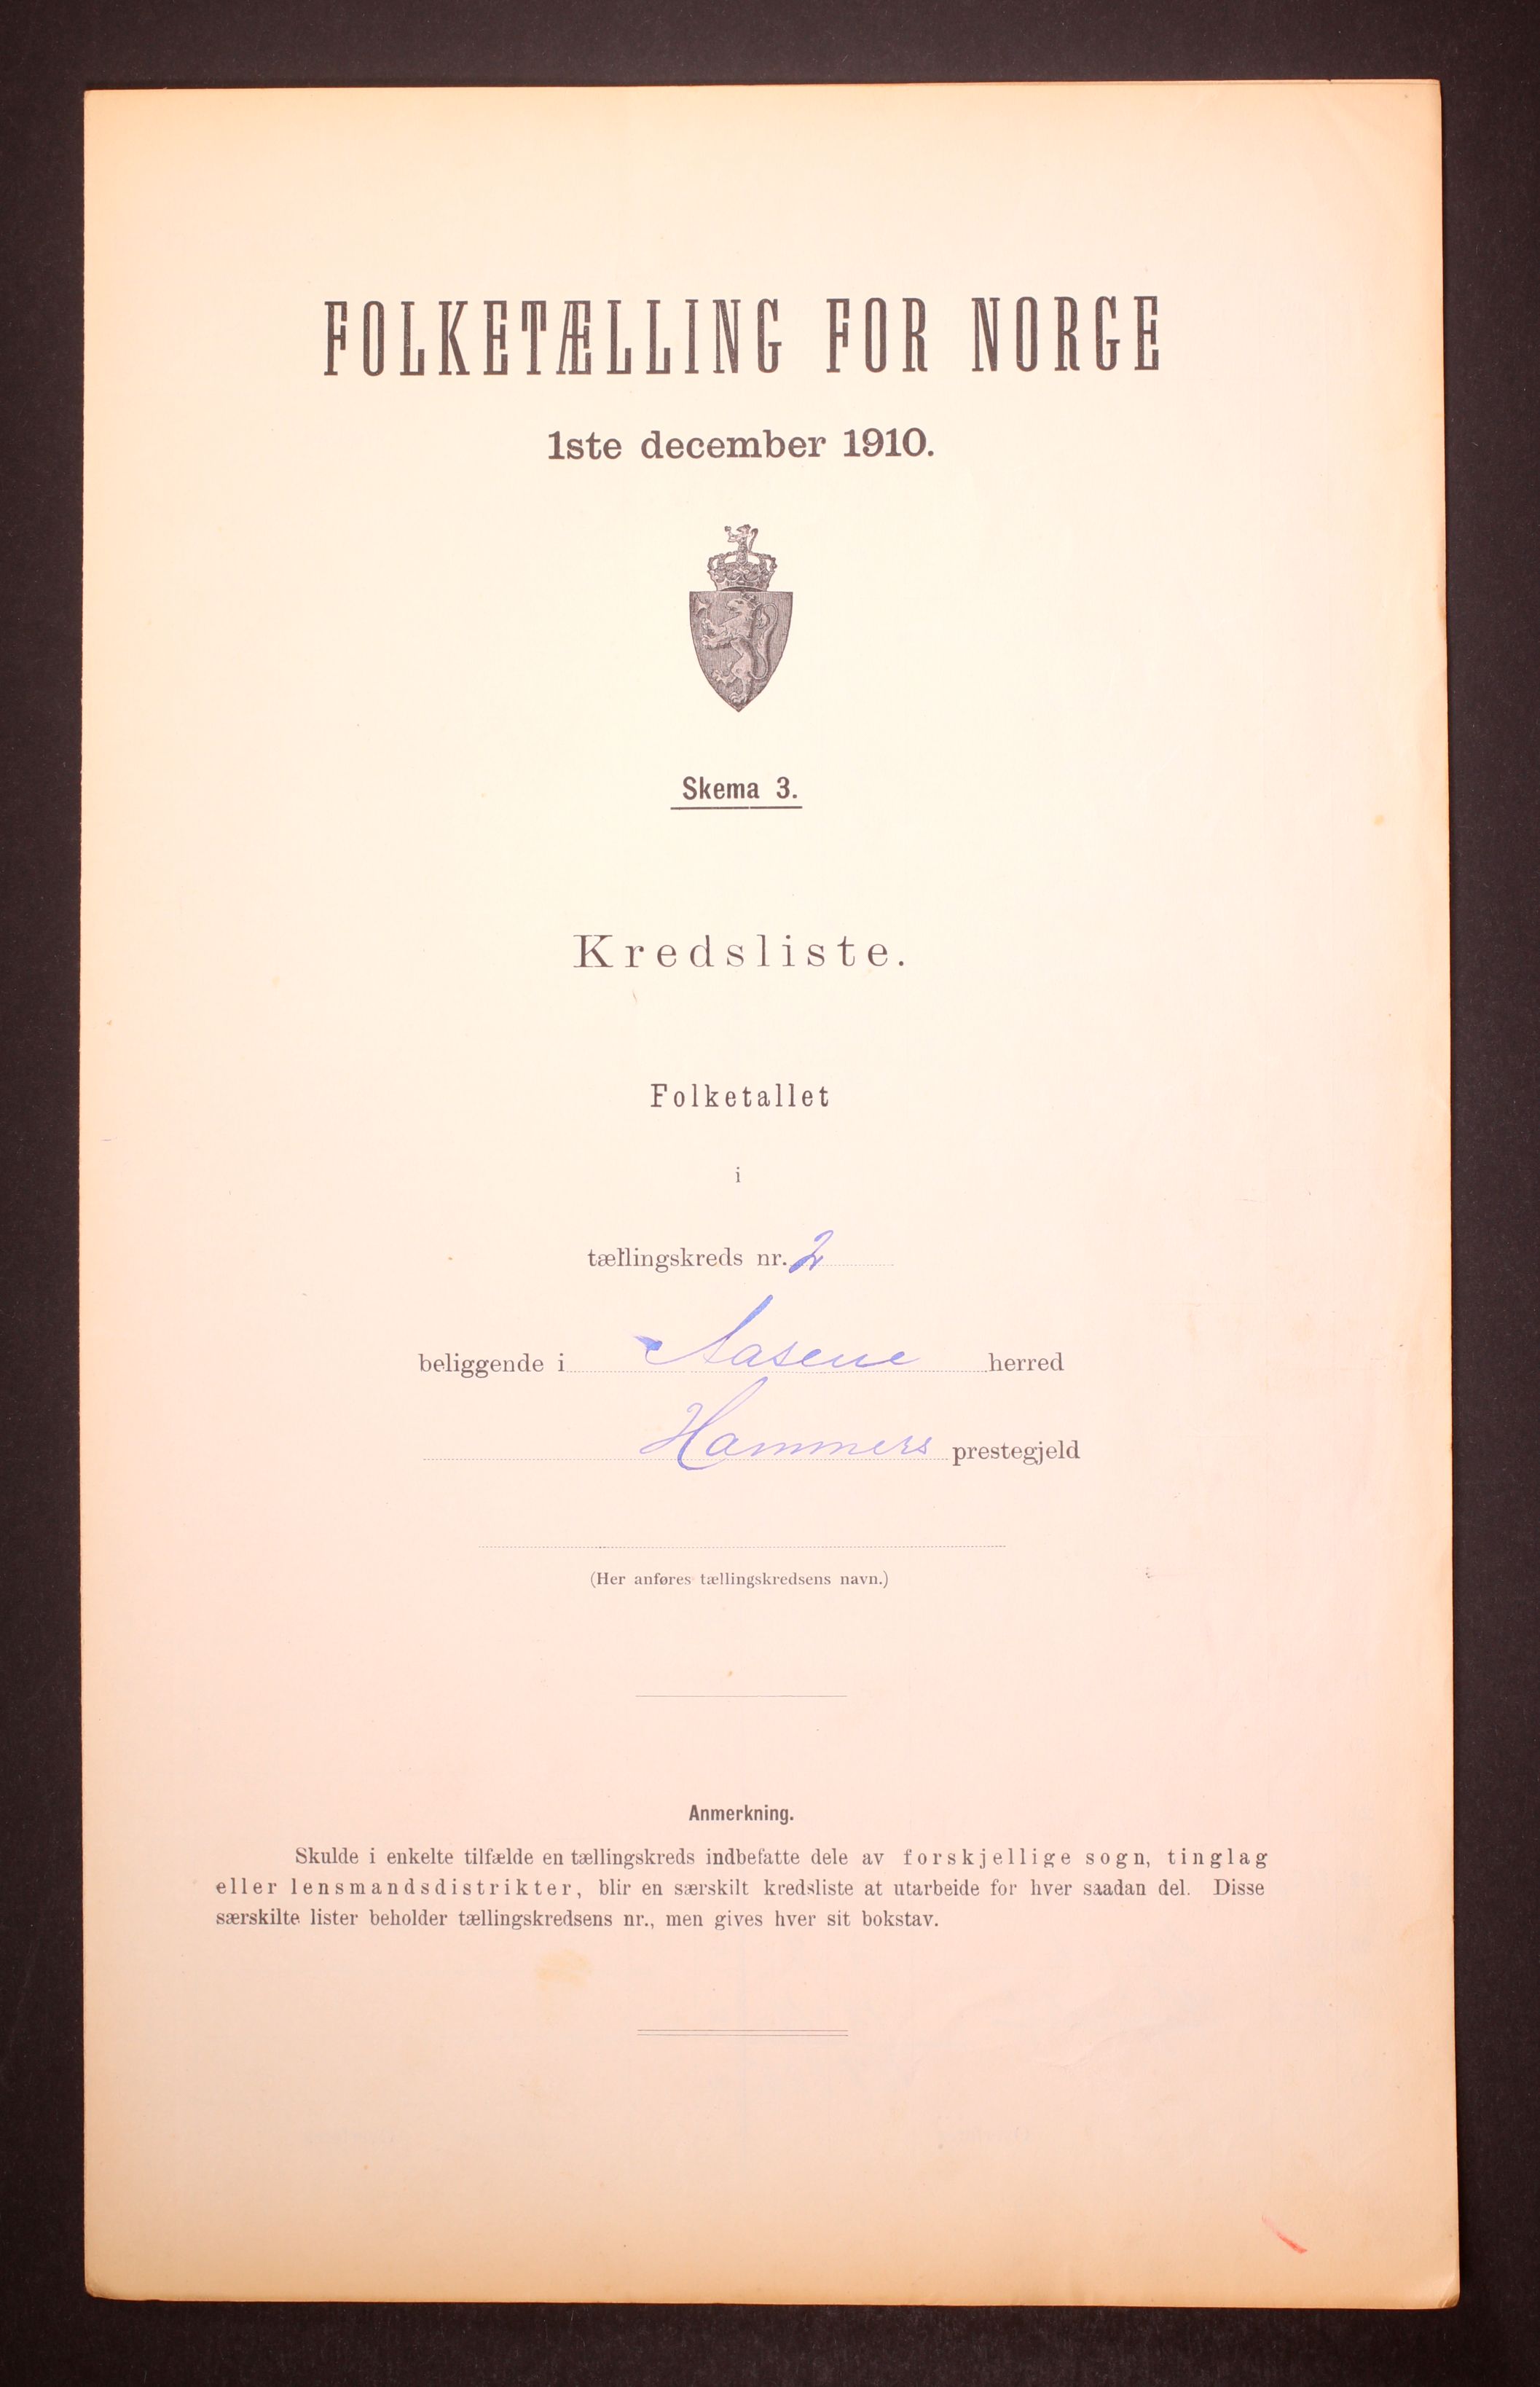 FOLKETÆLLING FOR NORGE
1ste december 1910.
Skema 3.
Kredsliste.
Folketallet
i
tællingskreds nr. 2
beliggende i Aasene herred
Hammers prestegjeld
(Her anføres tællingskredsens navn.)
Anmerkning.
Skulde i enkelte tilfælde en tællingskreds indbefatte dele av forskjellige sogn, tinglag
eller lensmandsdistrikter, blir en særskilt kredsliste at utarbeide for hver saadan del. Disse
særskilte lister beholder tællingskredsens nr., men gives hver sit bokstav.